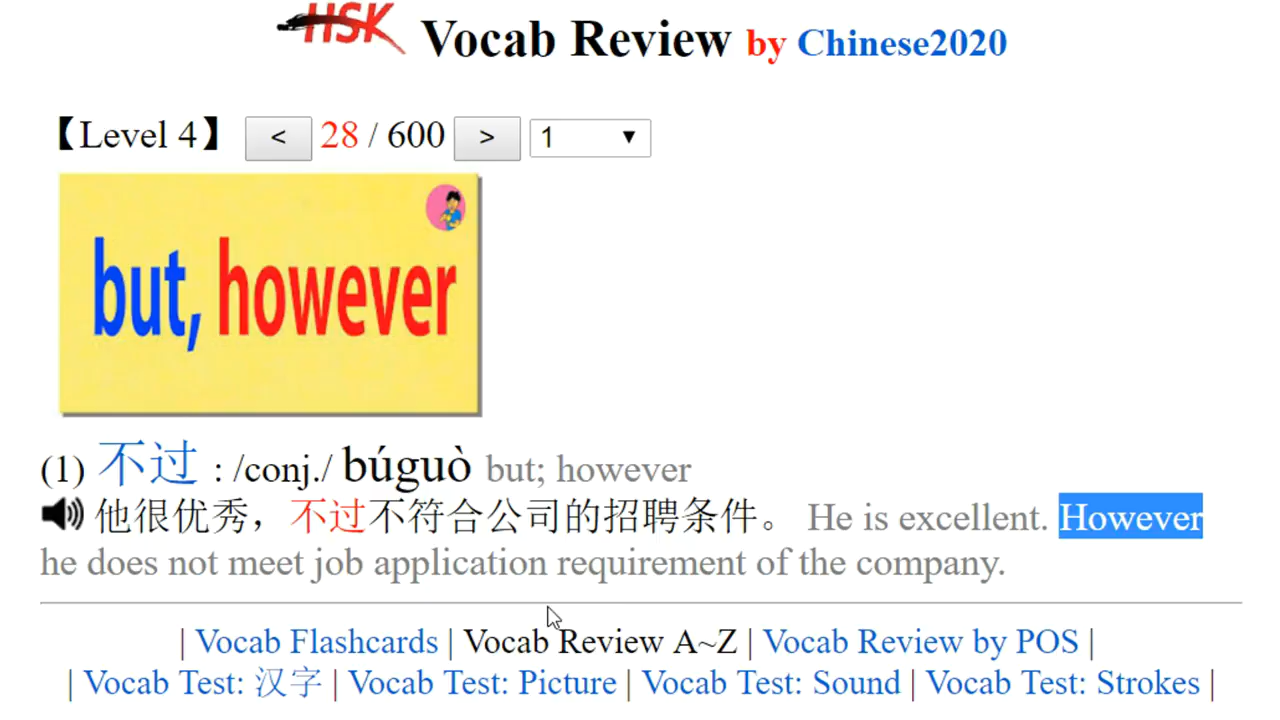 HSK Vocab Review by Chinese2020
【Level 4】 < 28 / 600 > 1
but, however
(1) 不过 : /conj./ búguò but; however
他很优秀，不过不符合公司的招聘条件。 He is excellent. However
he does not meet job application requirement of the company.
| Vocab Flashcards | Vocab Review A~Z | Vocab Review by POS |
| Vocab Test: 汉字 | Vocab Test: Picture | Vocab Test: Sound | Vocab Test: Strokes |